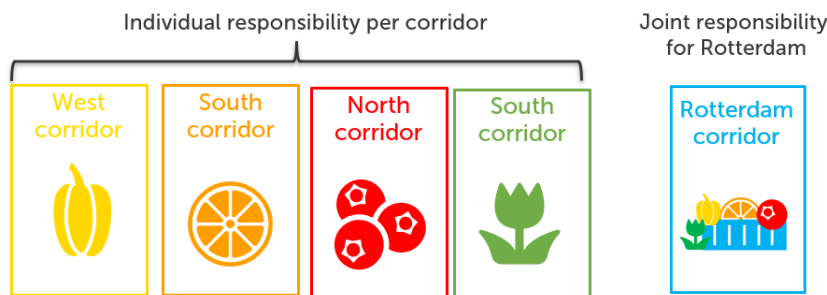 Individual responsibility per corridor
Joint responsibility
for Rotterdam
West
corridor
South
corridor
North
corridor
South
corridor
Rotterdam
corridor